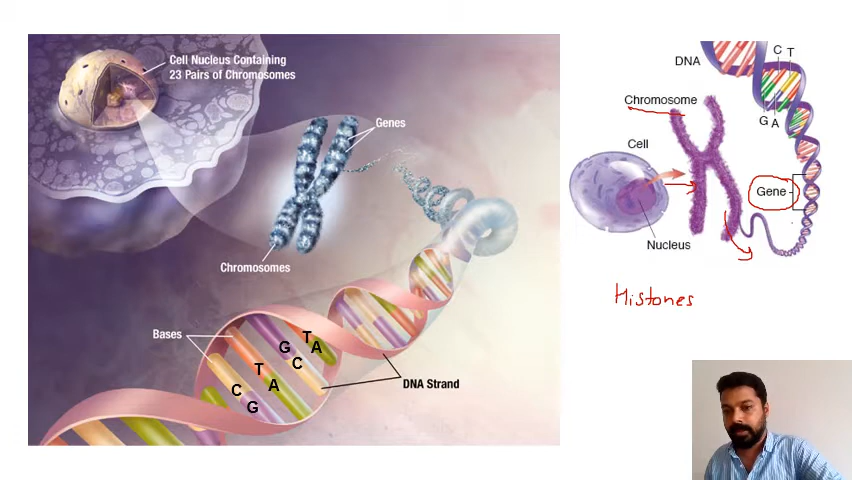 Cell Nucleus Containing
23 Pairs of Chromosomes
Genes
Chromosomes
Bases
C
G
T
A
G
C
T
A
DNA Strand
DNA
C T
G A
Chromosome
Cell
Gene
Nucleus
Histones